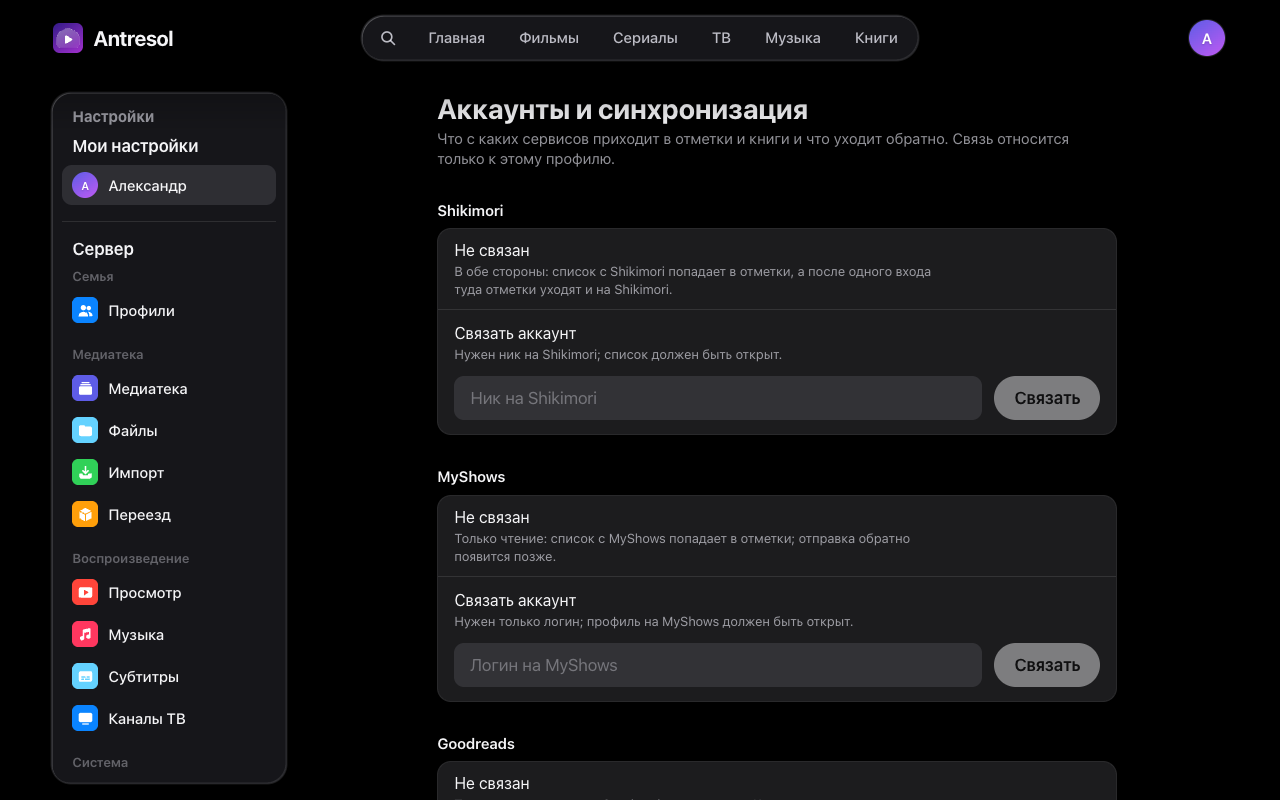 Antresol
Главная
Фильмы
Сериалы
ТВ
Музыка
Книги
A
Настройки
Мои настройки
A
Александр
Сервер
Семья
Профили
Медиатека
Медиатека
Файлы
Импорт
Переезд
Воспроизведение
Просмотр
Музыка
Субтитры
Каналы ТВ
Система
Аккаунты и синхронизация
Что с каких сервисов приходит в отметки и книги и что уходит обратно. Связь относится
только к этому профилю.
Shikimori
Не связан
В обе стороны: список с Shikimori попадает в отметки, а после одного входа
туда отметки уходят и на Shikimori.
Связать аккаунт
Нужен ник на Shikimori; список должен быть открыт.
Ник на Shikimori
Связать
MyShows
Не связан
Только чтение: список с MyShows попадает в отметки; отправка обратно
появится позже.
Связать аккаунт
Нужен только логин; профиль на MyShows должен быть открыт.
Логин на MyShows
Связать
Goodreads
Не связан